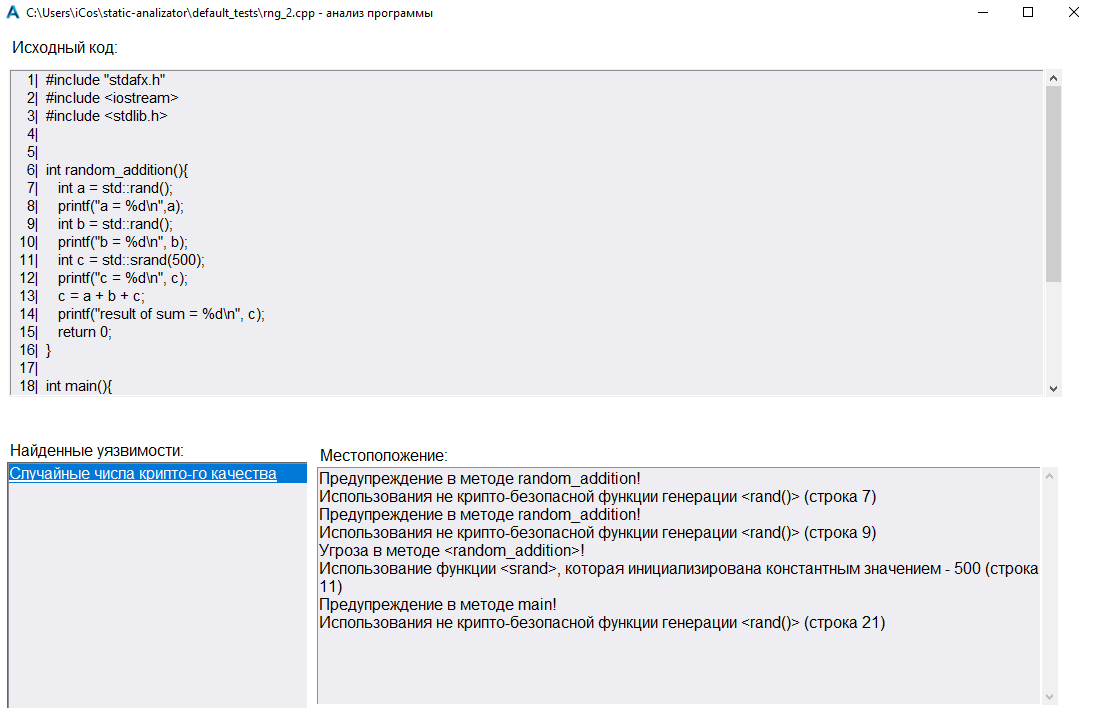 C:\Users\iCos\static-analizator\default_tests\rng_2.cpp - анализ программы
Исходный код:
1| #include "stdafx.h"
2| #include <iostream>
3| #include <stdlib.h>
4|
5|
6| int random_addition(){
7| int a = std::rand();
8| printf("a = %d\n",a);
9| int b = std::rand();
10| printf("b = %d\n", b);
11| int c = std::srand(500);
12| printf("c = %d\n", c);
13| c = a + b + c;
14| printf("result of sum = %d\n", c);
15| return 0;
16| }
17|
18| int main(){
Найденные уязвимости:
Случайные числа крипто-го качества
Местоположение:
Предупреждение в методе random_addition!
Использования не крипто-безопасной функции генерации <rand()> (строка 7)
Предупреждение в методе random_addition!
Использования не крипто-безопасной функции генерации <rand()> (строка 9)
Угроза в методе <random_addition>!
Использование функции <srand>, которая инициализирована константным значением - 500 (строка
11)
Предупреждение в методе main!
Использования не крипто-безопасной функции генерации <rand()> (строка 21)